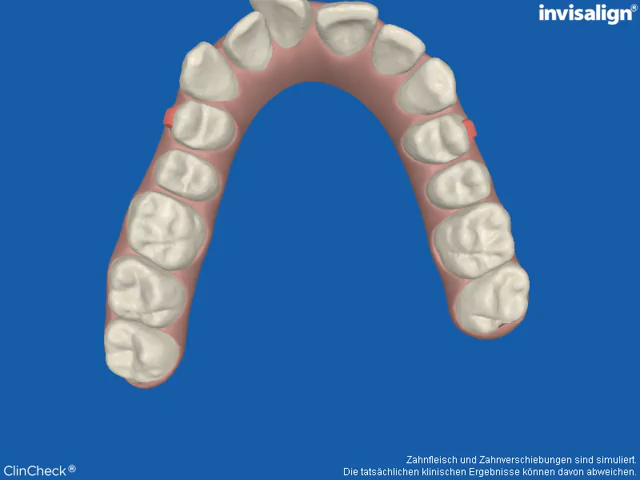 invisalign®
Zahnfleisch und Zahnverschiebungen sind simuliert.
ClinCheck® Die tatsächlichen klinischen Ergebnisse können davon abweichen.